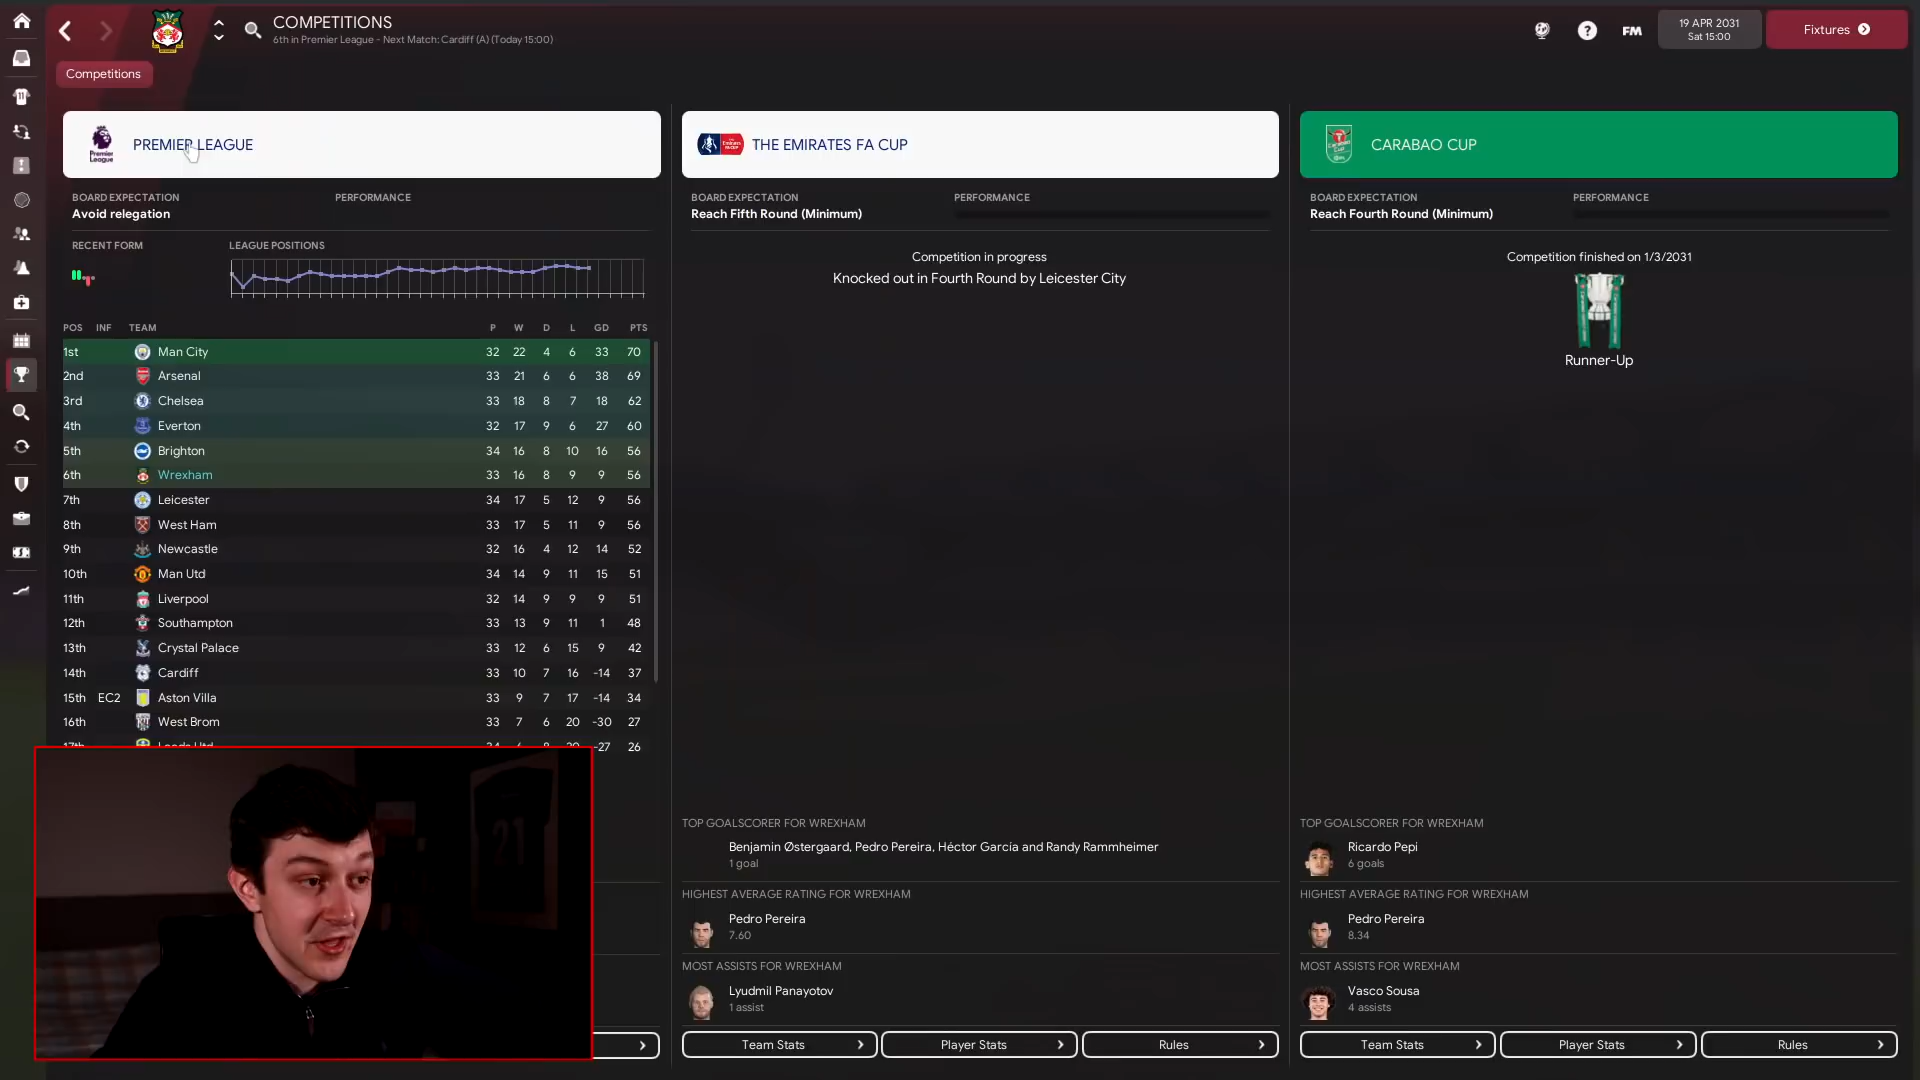 COMPETITIONS
6th in Premier League - Next Match: Cardiff (A) (Today 15:00)
FM
19 APR 2031
Sat 15:00
Fixtures
Competitions
Premier League
PREMIER LEAGUE
BOARD EXPECTATION PERFORMANCE
Avoid relegation
RECENT FORM LEAGUE POSITIONS
POS INF TEAM P W D L GD PTS
1st Man City 32 22 4 6 33 70
2nd Arsenal 33 21 6 6 38 69
3rd Chelsea 33 18 8 7 18 62
4th Everton 32 17 9 6 27 60
5th Brighton 34 16 8 10 16 56
6th Wrexham 33 16 8 9 9 56
7th Leicester 34 17 5 12 9 56
8th West Ham 33 17 5 11 9 56
9th Newcastle 32 16 4 12 14 52
10th Man Utd 34 14 9 11 15 51
11th Liverpool 32 14 9 9 9 51
12th Southampton 33 13 9 11 1 48
13th Crystal Palace 33 12 6 15 9 42
14th Cardiff 33 10 7 16 -14 37
15th EC2 Aston Villa 33 9 7 17 -14 34
16th West Brom 33 7 6 20 -30 27
17th Leeds Utd 34 6 8 20 -27 26
21
THE EMIRATES FA CUP
BOARD EXPECTATION PERFORMANCE
Reach Fifth Round (Minimum)
Competition in progress
Knocked out in Fourth Round by Leicester City
TOP GOALSCORER FOR WREXHAM
Benjamin Østergaard, Pedro Pereira, Héctor García and Randy Rammheimer
1 goal
HIGHEST AVERAGE RATING FOR WREXHAM
Pedro Pereira
7.60
MOST ASSISTS FOR WREXHAM
Lyudmil Panayotov
1 assist
Team Stats
Player Stats
Rules
CARABAO CUP
BOARD EXPECTATION PERFORMANCE
Reach Fourth Round (Minimum)
Competition finished on 1/3/2031
Runner-Up
TOP GOALSCORER FOR WREXHAM
Ricardo Pepi
6 goals
HIGHEST AVERAGE RATING FOR WREXHAM
Pedro Pereira
8.34
MOST ASSISTS FOR WREXHAM
Vasco Sousa
4 assists
Team Stats
Player Stats
Rules